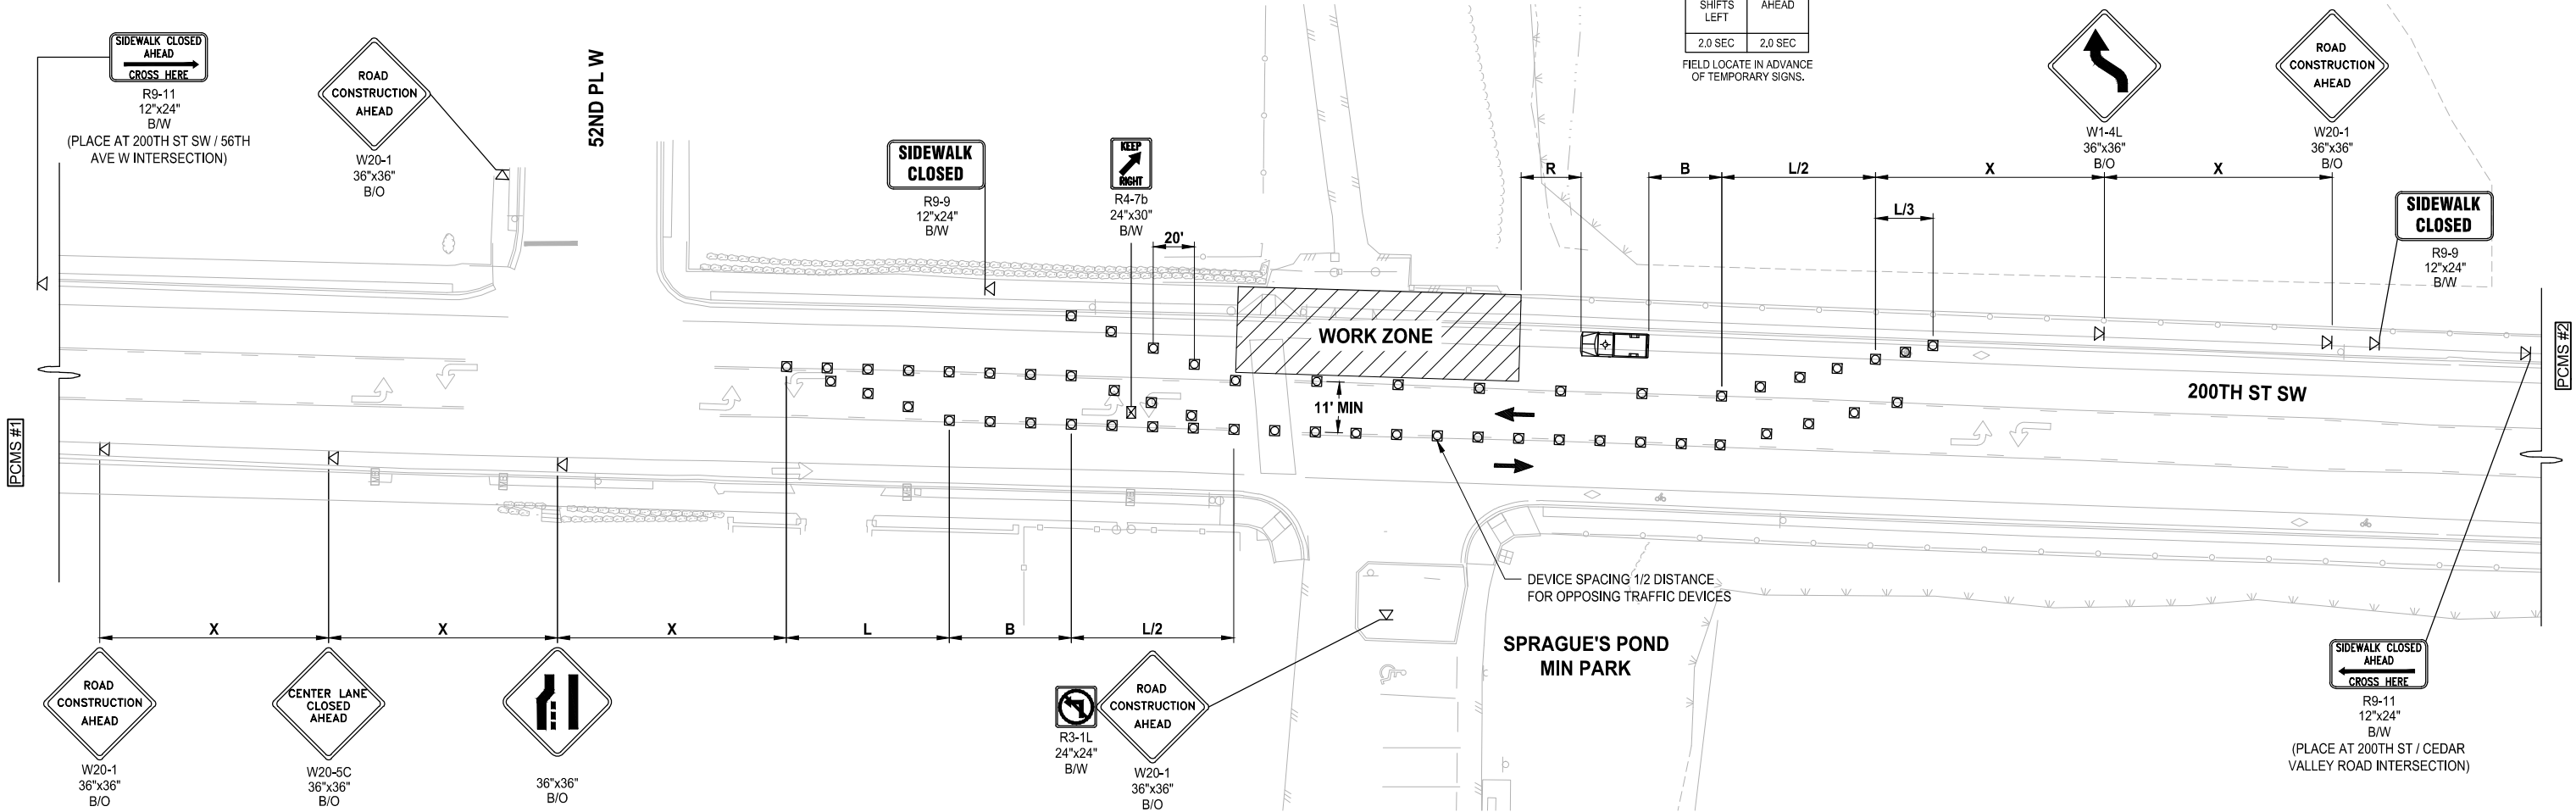 SHIFTS
LEFT
AHEAD
2.0 SEC
2.0 SEC
FIELD LOCATE IN ADVANCE
OF TEMPORARY SIGNS.
SIDEWALK CLOSED
AHEAD
CROSS HERE
R9-11
12"x24"
B/W
(PLACE AT 200TH ST SW / 56TH
AVE W INTERSECTION)
ROAD
CONSTRUCTION
AHEAD
W20-1
36"x36"
B/O
52ND PL W
SIDEWALK
CLOSED
R9-9
12"x24"
B/W
KEEP
RIGHT
R4-7b
24"x30"
B/W
20'
R
B
L/2
X
X
L/3
W1-4L
36"x36"
B/O
ROAD
CONSTRUCTION
AHEAD
W20-1
36"x36"
B/O
SIDEWALK
CLOSED
R9-9
12"x24"
B/W
WORK ZONE
11' MIN
200TH ST SW
PCMS #1
PCMS #2
DEVICE SPACING 1/2 DISTANCE
FOR OPPOSING TRAFFIC DEVICES
SPRAGUE'S POND
MIN PARK
X
X
X
L
B
L/2
ROAD
CONSTRUCTION
AHEAD
W20-1
36"x36"
B/O
CENTER LANE
CLOSED
AHEAD
W20-5C
36"x36"
B/O
36"x36"
B/O
R3-1L
24"x24"
B/W
ROAD
CONSTRUCTION
AHEAD
W20-1
36"x36"
B/O
SIDEWALK CLOSED
AHEAD
CROSS HERE
R9-11
12"x24"
B/W
(PLACE AT 200TH ST / CEDAR
VALLEY ROAD INTERSECTION)